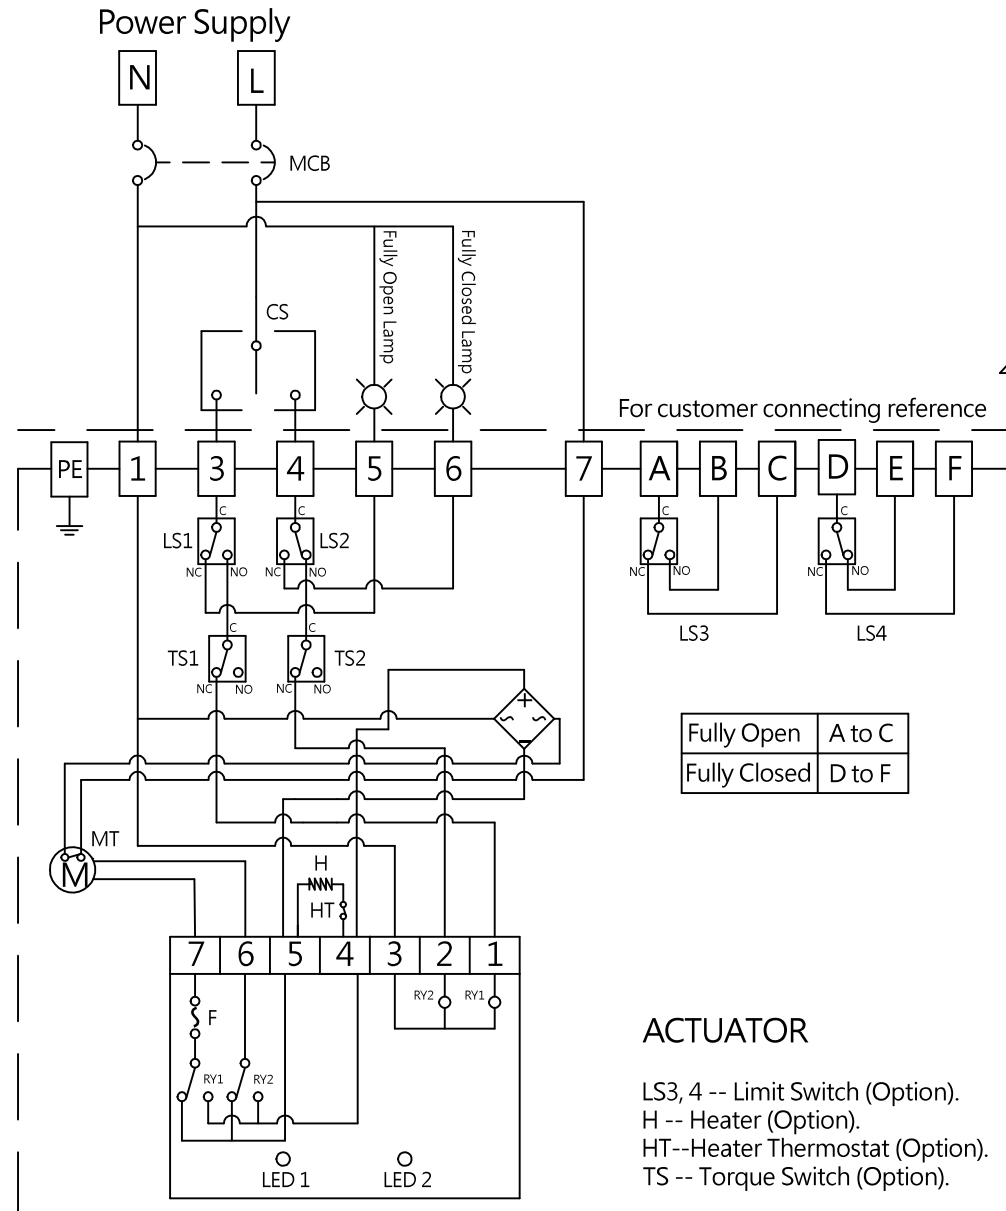 Power Supply
N L
MCB
Fully Open Lamp
Fully Closed Lamp
CS
For customer connecting reference
PE 1 3 4 5 6 7 A B C D E F
C C C C
LS1 LS2
NC NO NC NO NC NO NC NO
C C
LS3 LS4
TS1 TS2
NC NO NC NO
+
-
Fully Open A to C
Fully Closed D to F
MT
M
H
HT
7 6 5 4 3 2 1
RY2 RY1
F
RY1 RY2
LED 1 LED 2
ACTUATOR
LS3, 4 -- Limit Switch (Option).
H -- Heater (Option).
HT--Heater Thermostat (Option).
TS -- Torque Switch (Option).